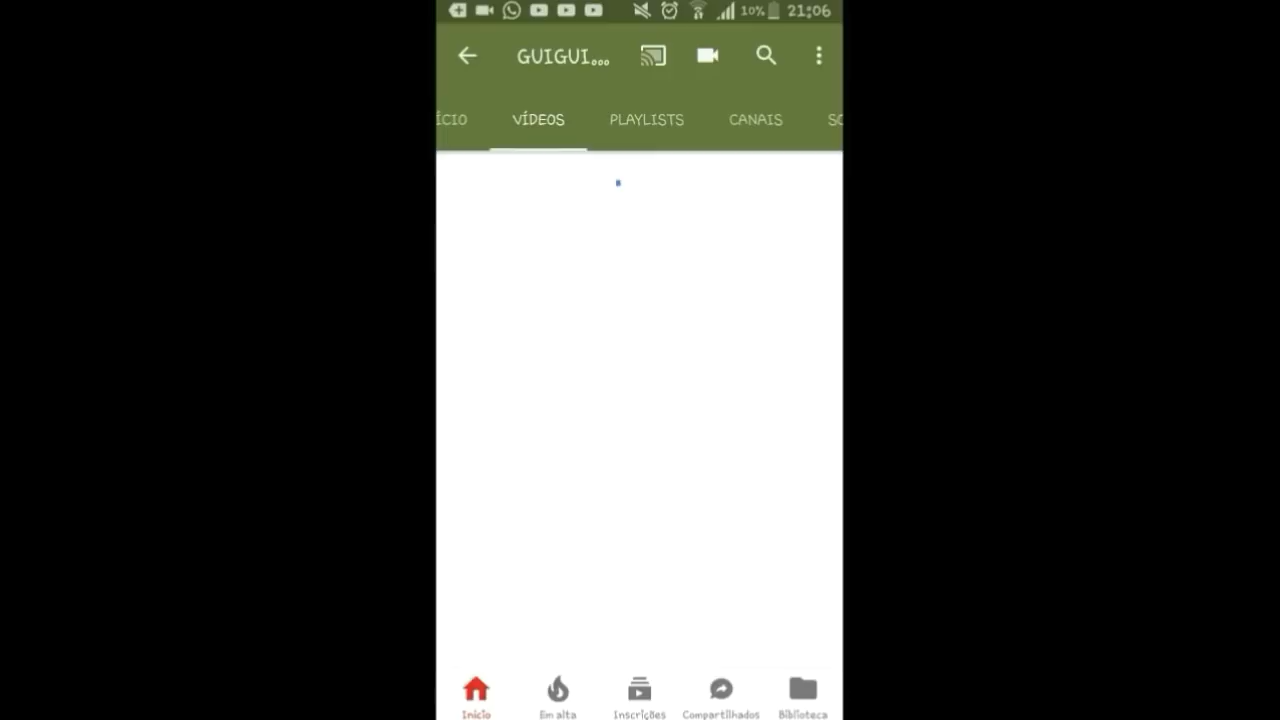 10% 21:06
GUIGUI...
ÍCIO VÍDEOS PLAYLISTS CANAIS SO
Início Em alta Inscrições Compartilhados Biblioteca